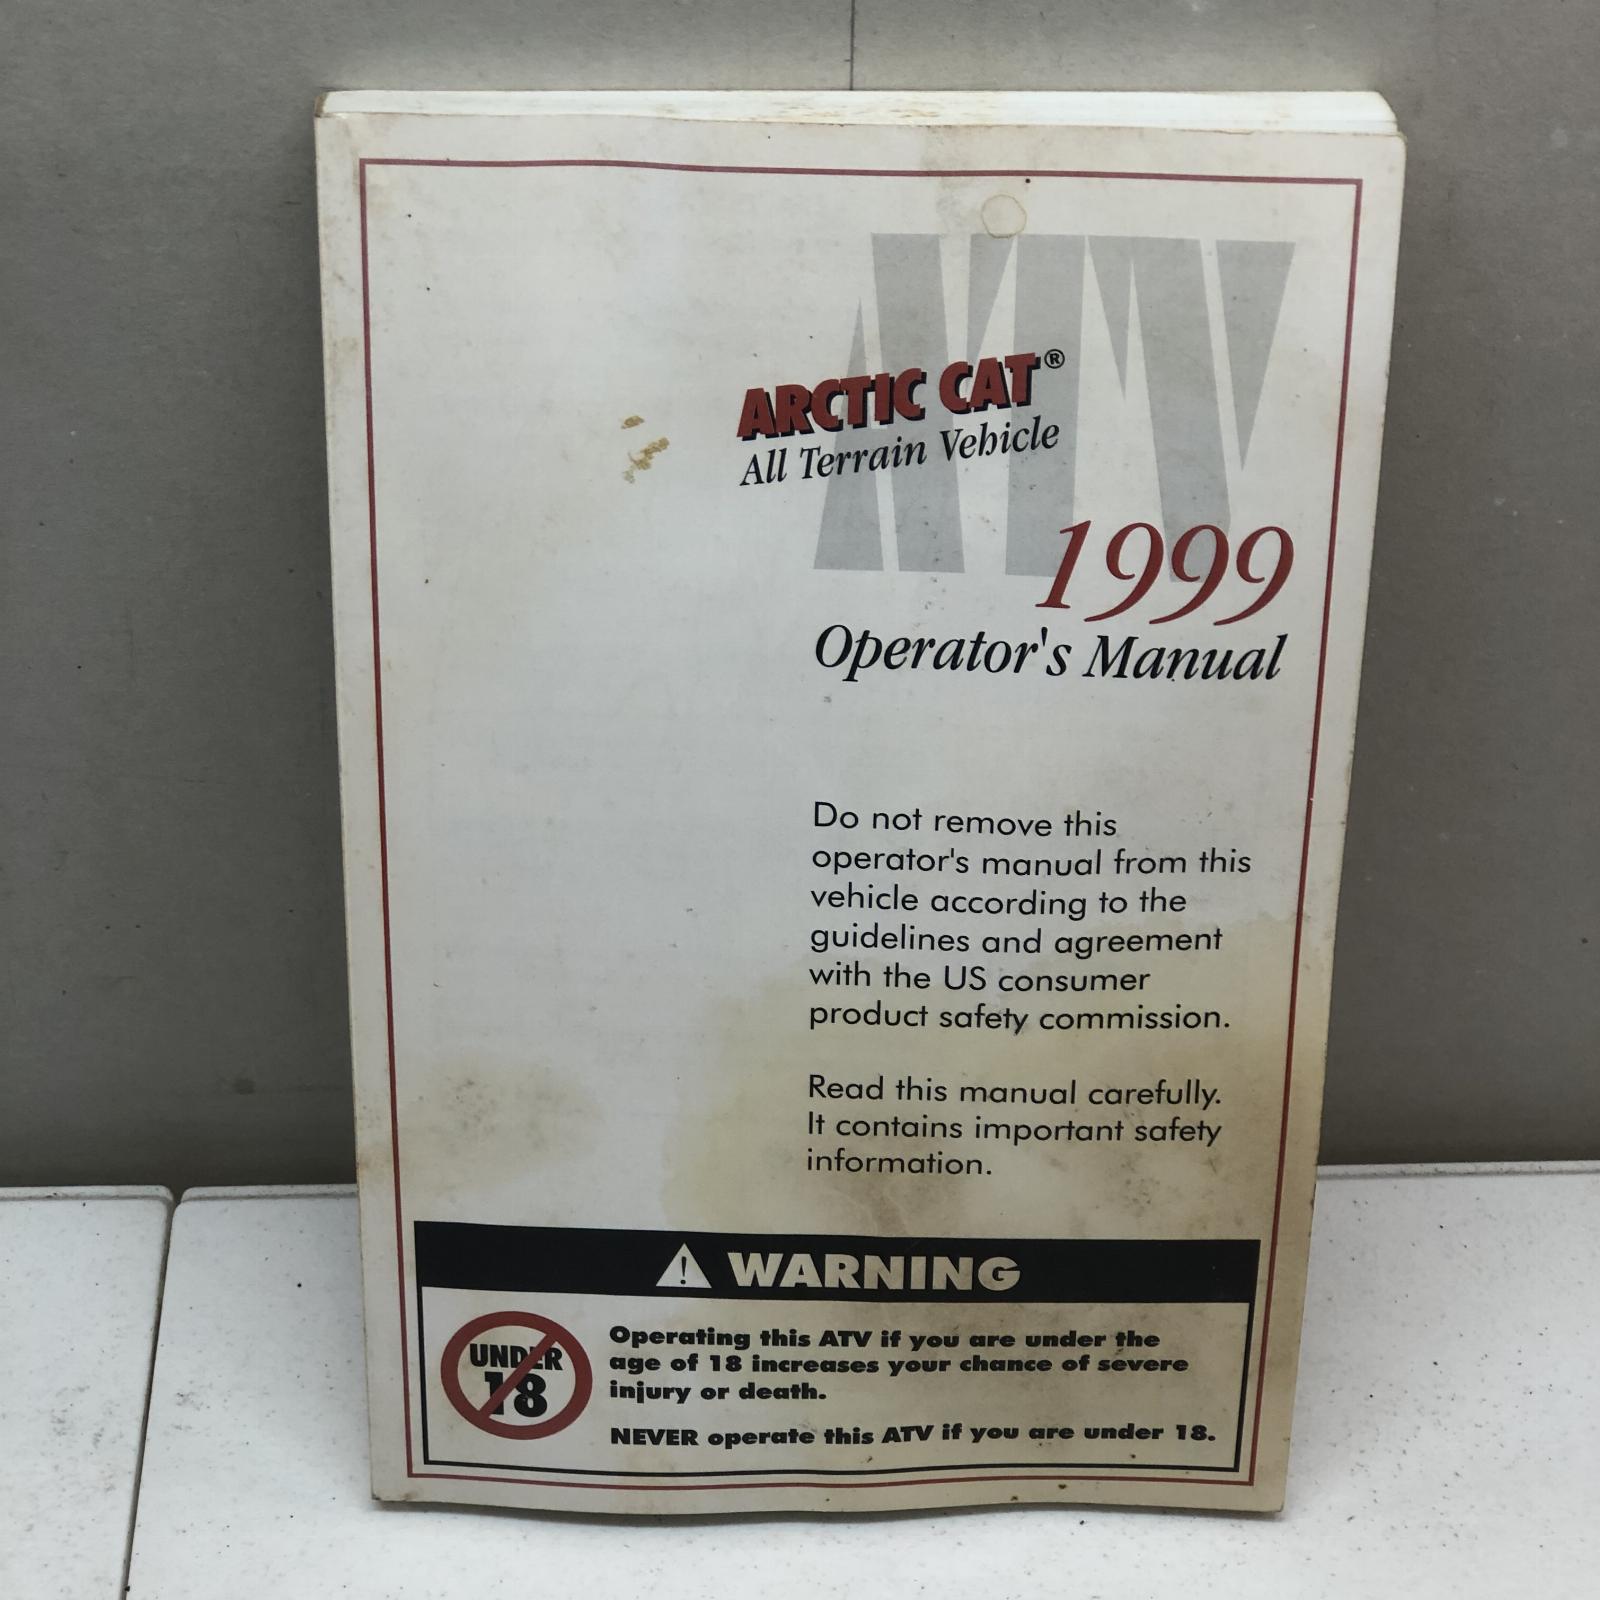 ATV
ARCTIC CAT®
All Terrain Vehicle
1999
Operator's Manual
Do not remove this
operator's manual from this
vehicle according to the
guidelines and agreement
with the US consumer
product safety commission.
Read this manual carefully.
It contains important safety
information.
WARNING
UNDER
18
Operating this ATV if you are under the
age of 18 increases your chance of severe
injury or death.
NEVER operate this ATV if you are under 18.